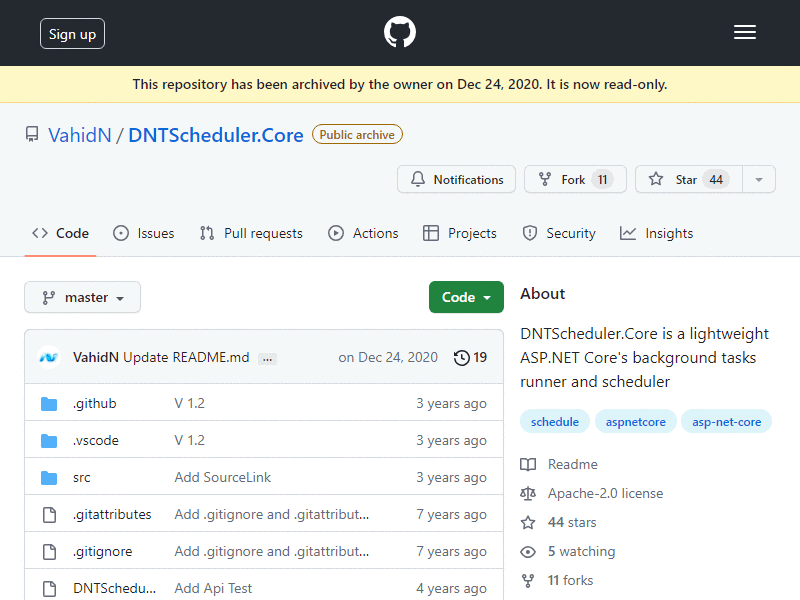 Sign up
This repository has been archived by the owner on Dec 24, 2020. It is now read-only.
VahidN / DNTScheduler.Core Public archive
Notifications Fork 11 Star 44
Code Issues Pull requests Actions Projects Security Insights
master Code
VahidN Update README.md ... on Dec 24, 2020 19
.github V 1.2 3 years ago
.vscode V 1.2 3 years ago
src Add SourceLink 3 years ago
.gitattributes Add .gitignore and .gitattribut... 7 years ago
.gitignore Add .gitignore and .gitattribut... 7 years ago
DNTSchedu... Add Api Test 4 years ago
About
DNTScheduler.Core is a lightweight
ASP.NET Core's background tasks
runner and scheduler
schedule aspnetcore asp-net-core
Readme
Apache-2.0 license
44 stars
5 watching
11 forks